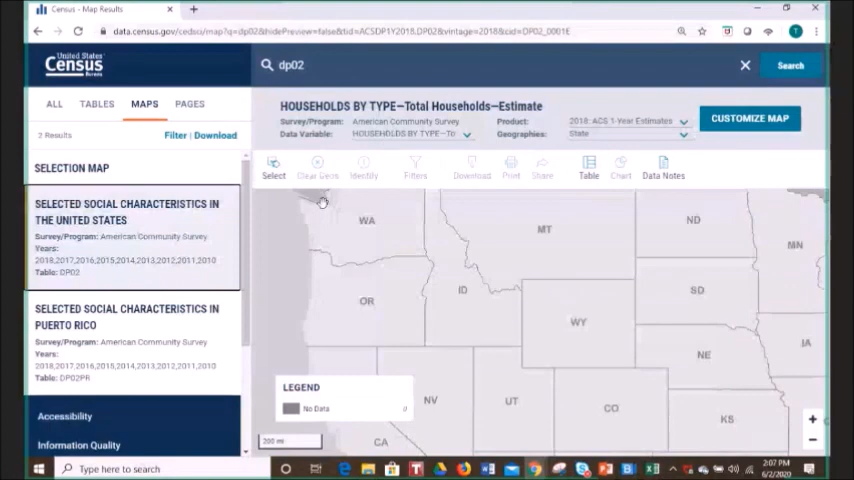 Census - Map Results
data.census.gov/cedsci/map?q=dp02&hidePreview=false&tid=ACSDP1Y2018.DP02&vintage=2018&cid=DP02_0001E
United States
Census
Bureau
dp02
Search
ALL TABLES MAPS PAGES
2 Results
Filter | Download
HOUSEHOLDS BY TYPE—Total Households—Estimate
Survey/Program: American Community Survey
Product: 2018: ACS 1-Year Estimates
Data Variable: HOUSEHOLDS BY TYPE—To
Geographies: State
CUSTOMIZE MAP
Select Clear Geos Identify Filters Download Print Share Table Chart Data Notes
SELECTION MAP
SELECTED SOCIAL CHARACTERISTICS IN
THE UNITED STATES
Survey/Program: American Community Survey
Years:
2018,2017,2016,2015,2014,2013,2012,2011,2010
Table: DP02
SELECTED SOCIAL CHARACTERISTICS IN
PUERTO RICO
Survey/Program: American Community Survey
Years:
2018,2017,2016,2015,2014,2013,2012,2011,2010
Table: DP02PR
Accessibility
Information Quality
WA
MT
ND
MN
OR
ID
SD
WY
IA
NE
NV
UT
CO
KS
CA
LEGEND
No Data 0
200 mi
+
−
Type here to search
2:07 PM
6/2/2020